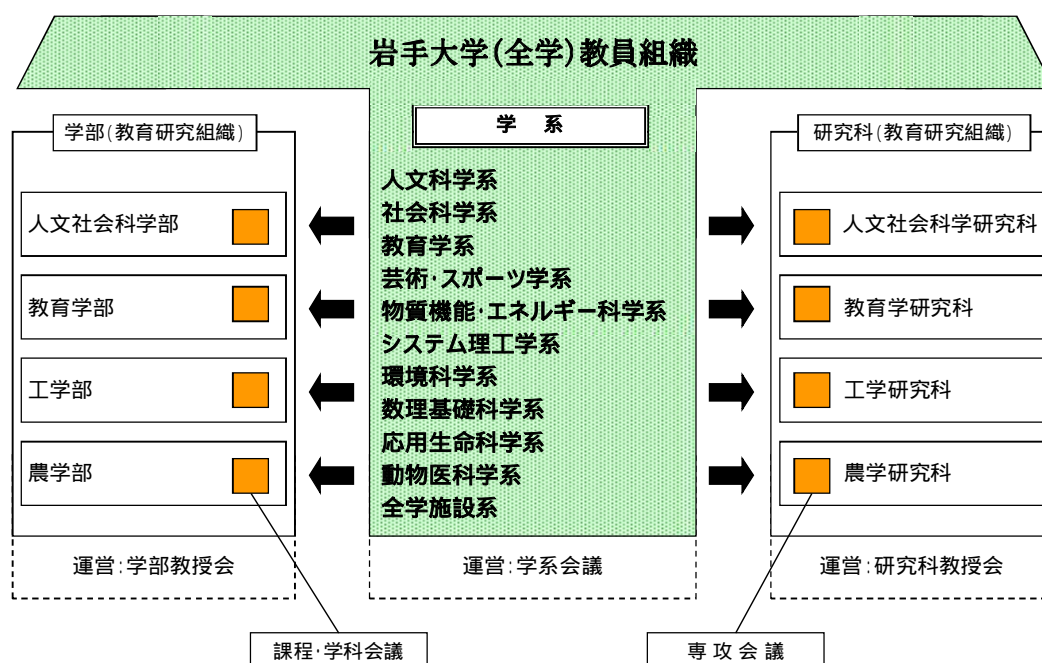 岩手大学(全学)教員組織
学部(教育研究組織)
人文社会科学部
教育学部
工学部
農学部
運営:学部教授会
課程・学科会議
学 系
人文科学系
社会科学系
教育学系
芸術・スポーツ学系
物質機能・エネルギー科学系
システム理工学系
環境科学系
数理基礎科学系
応用生命科学系
動物医科学系
全学施設系
運営:学系会議
研究科(教育研究組織)
人文社会科学研究科
教育学研究科
工学研究科
農学研究科
運営:研究科教授会
専 攻 会 議